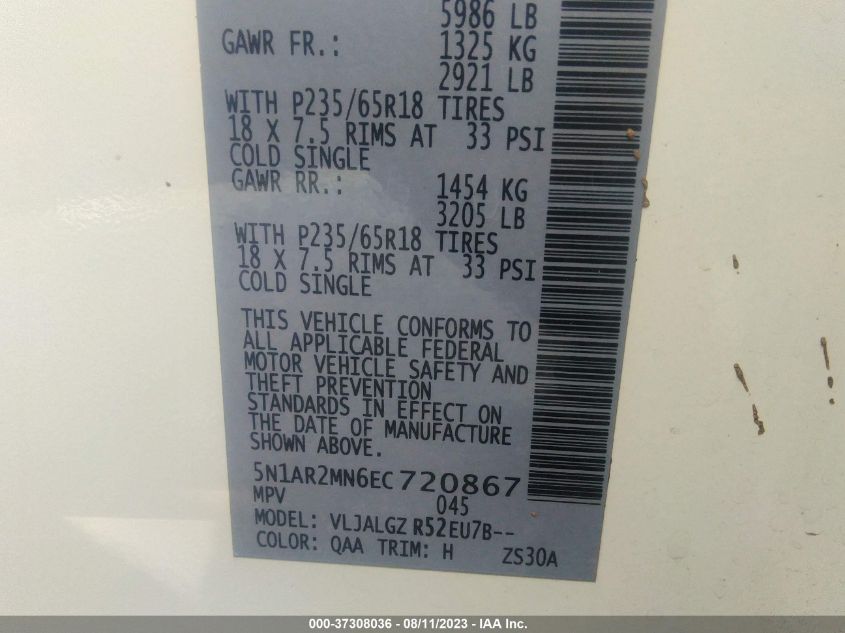 5986 LB
GAWR FR.: 1325 KG
2921 LB
WITH P235/65R18 TIRES
18 X 7.5 RIMS AT 33 PSI
COLD SINGLE
GAWR RR.: 1454 KG
3205 LB
WITH P235/65R18 TIRES
18 X 7.5 RIMS AT 33 PSI
COLD SINGLE
THIS VEHICLE CONFORMS TO
ALL APPLICABLE FEDERAL
MOTOR VEHICLE SAFETY AND
THEFT PREVENTION
STANDARDS IN EFFECT ON
THE DATE OF MANUFACTURE
SHOWN ABOVE.
5N1AR2MN6EC720867
MPV 045
MODEL: VLJALGZ R52EU7B--
COLOR: QAA TRIM: H ZS30A
000-37308036 - 08/11/2023 - IAA Inc.